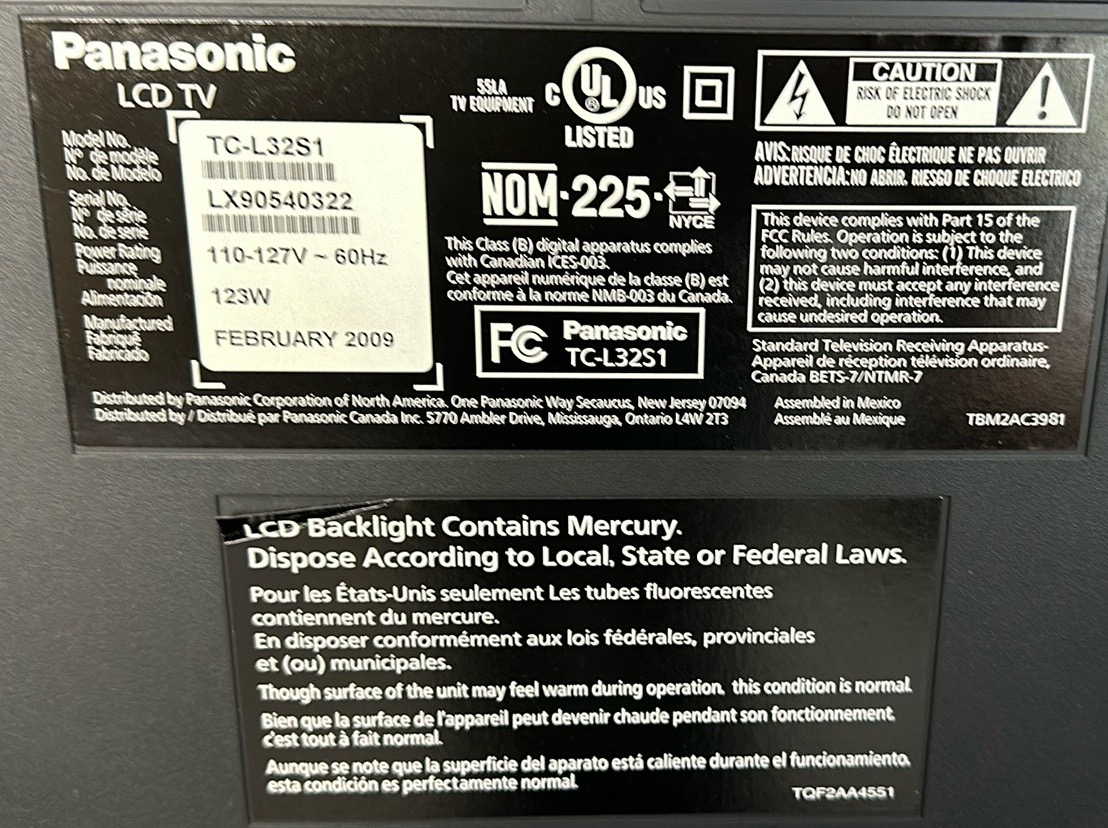 Panasonic
LCD TV
Model No.
N° de modèle
No. de Modelo
TC-L32S1
Serial No.
N° de série
No. de serie
LX90540322
Power Rating
Puissance
nominale
Alimentación
110-127V ~ 60Hz
123W
Manufactured
Fabriqué
Fabricado
FEBRUARY 2009
55LA
TV EQUIPMENT
C UL ® US
LISTED
NOM-225-
NYCE
This Class (B) digital apparatus complies
with Canadian ICES-003.
Cet appareil numérique de la classe (B) est
conforme à la norme NMB-003 du Canada.
FC Panasonic
TC-L32S1
CAUTION
RISK OF ELECTRIC SHOCK
DO NOT OPEN
AVIS:RISQUE DE CHOC ÉLECTRIQUE NE PAS OUVRIR
ADVERTENCIA:NO ABRIR. RIESGO DE CHOQUE ELECTRICO
This device complies with Part 15 of the
FCC Rules. Operation is subject to the
following two conditions: (1) This device
may not cause harmful interference, and
(2) this device must accept any interference
received, including interference that may
cause undesired operation.
Standard Television Receiving Apparatus-
Appareil de réception télévision ordinaire,
Canada BETS-7/NTMR-7
Distributed by Panasonic Corporation of North America. One Panasonic Way Secaucus, New Jersey 07094
Distributed by / Distribué par Panasonic Canada Inc. 5770 Ambler Drive, Mississauga, Ontario L4W 2T3
Assembled in Mexico
Assemblé au Mexique
TBM2AC3981
LCD Backlight Contains Mercury.
Dispose According to Local, State or Federal Laws.
Pour les États-Unis seulement Les tubes fluorescentes
contiennent du mercure.
En disposer conformément aux lois fédérales, provinciales
et (ou) municipales.
Though surface of the unit may feel warm during operation, this condition is normal.
Bien que la surface de l'appareil peut devenir chaude pendant son fonctionnement,
c'est tout à fait normal.
Aunque se note que la superficie del aparato está caliente durante el funcionamiento,
esta condición es perfectamente normal.
TQF2AA4551